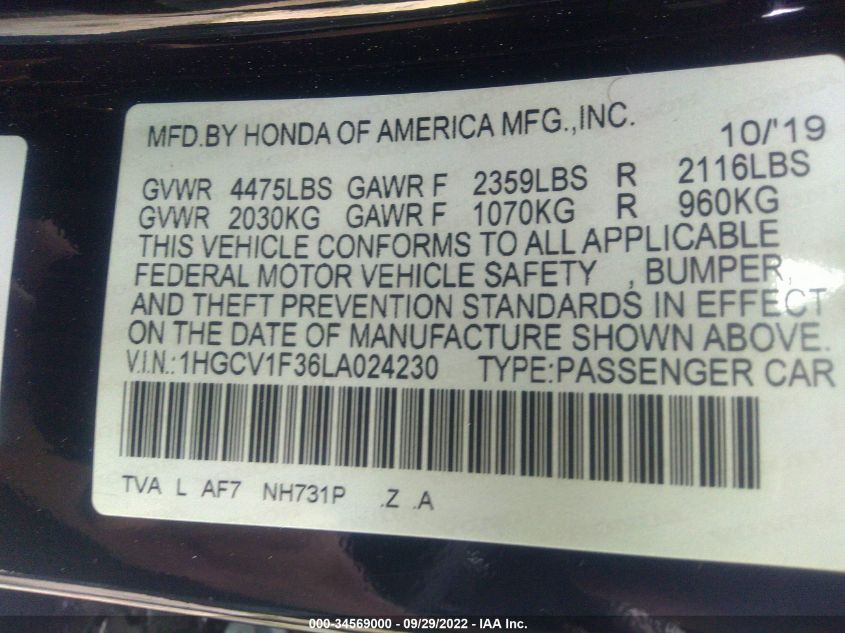 MFD.BY HONDA OF AMERICA MFG.,INC. 10/'19
GVWR 4475LBS GAWR F 2359LBS R 2116LBS
GVWR 2030KG GAWR F 1070KG R 960KG
THIS VEHICLE CONFORMS TO ALL APPLICABLE
FEDERAL MOTOR VEHICLE SAFETY , BUMPER,
AND THEFT PREVENTION STANDARDS IN EFFECT
ON THE DATE OF MANUFACTURE SHOWN ABOVE.
V.I.N.:1HGCV1F36LA024230 TYPE:PASSENGER CAR
TVA L AF7 NH731P .Z .A
000-34569000 - 09/29/2022 - IAA Inc.